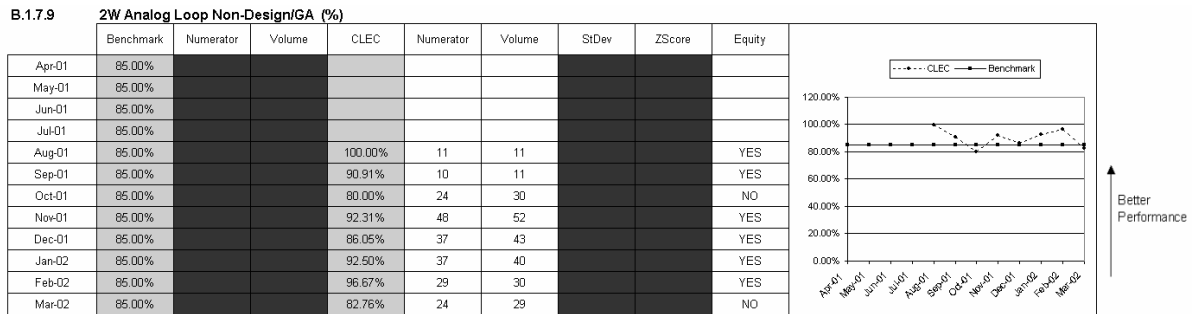 B.1.7.9 2W Analog Loop Non-Design/GA (%)
Benchmark Numerator Volume CLEC Numerator Volume StDev ZScore Equity
Apr-01 85.00%
May-01 85.00%
Jun-01 85.00%
Jul-01 85.00%
Aug-01 85.00% 100.00% 11 11 YES
Sep-01 85.00% 90.91% 10 11 YES
Oct-01 85.00% 80.00% 24 30 NO
Nov-01 85.00% 92.31% 48 52 YES
Dec-01 85.00% 86.05% 37 43 YES
Jan-02 85.00% 92.50% 37 40 YES
Feb-02 85.00% 96.67% 29 30 YES
Mar-02 85.00% 82.76% 24 29 NO
CLEC Benchmark
120.00%
100.00%
80.00%
60.00%
40.00%
20.00%
0.00%
Apr-01 May-01 Jun-01 Jul-01 Aug-01 Sep-01 Oct-01 Nov-01 Dec-01 Jan-02 Feb-02 Mar-02
Better
Performance